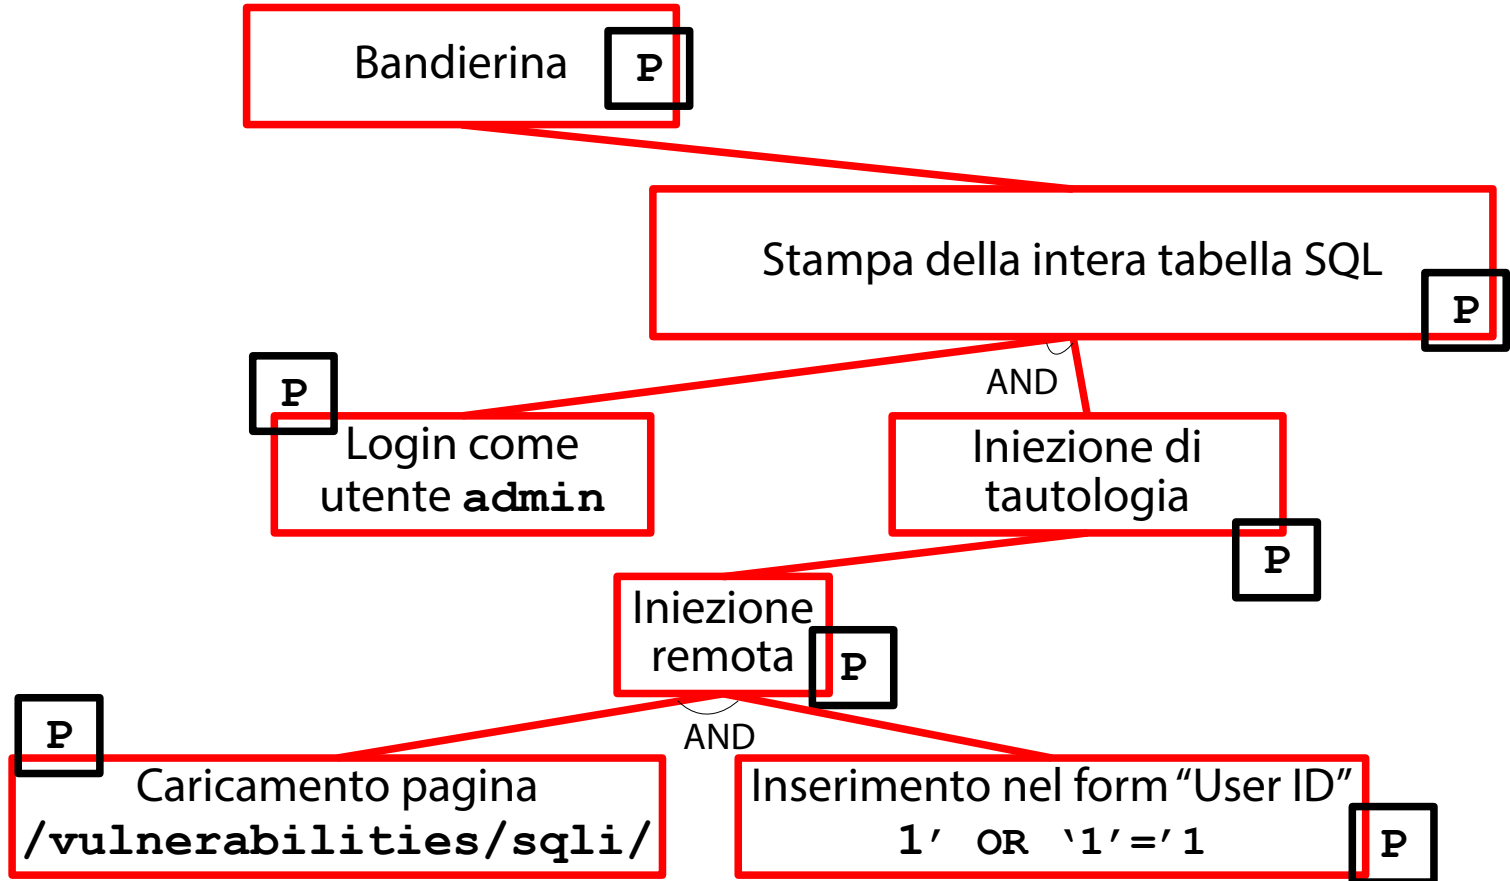 Bandierina
P
Stampa della intera tabella SQL
P
AND
P
Login come
utente admin
Iniezione di
tautologia
P
Iniezione
remota
P
AND
P
Caricamento pagina
/vulnerabilities/sqli/
Inserimento nel form “User ID”
1’ OR ‘1’=’1
P